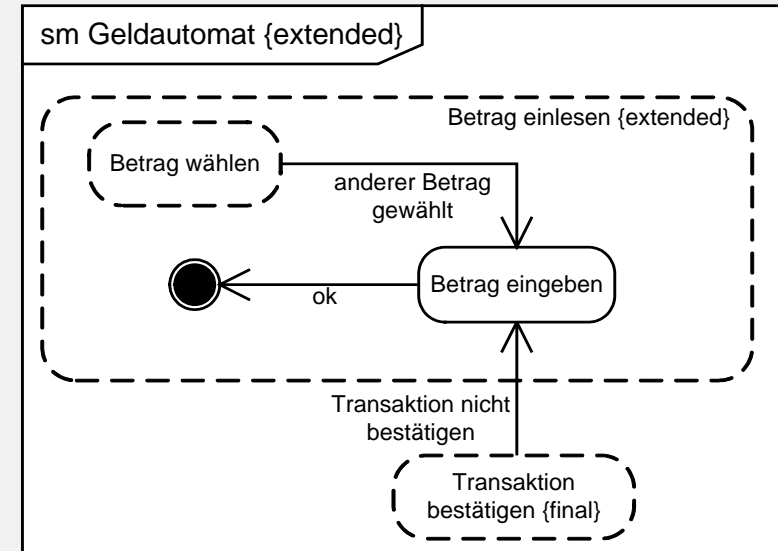 sm Geldautomat {extended}
Betrag einlesen {extended}
Betrag wählen
anderer Betrag
gewählt
Betrag eingeben
ok
Transaktion nicht
bestätigen
Transaktion
bestätigen {final}